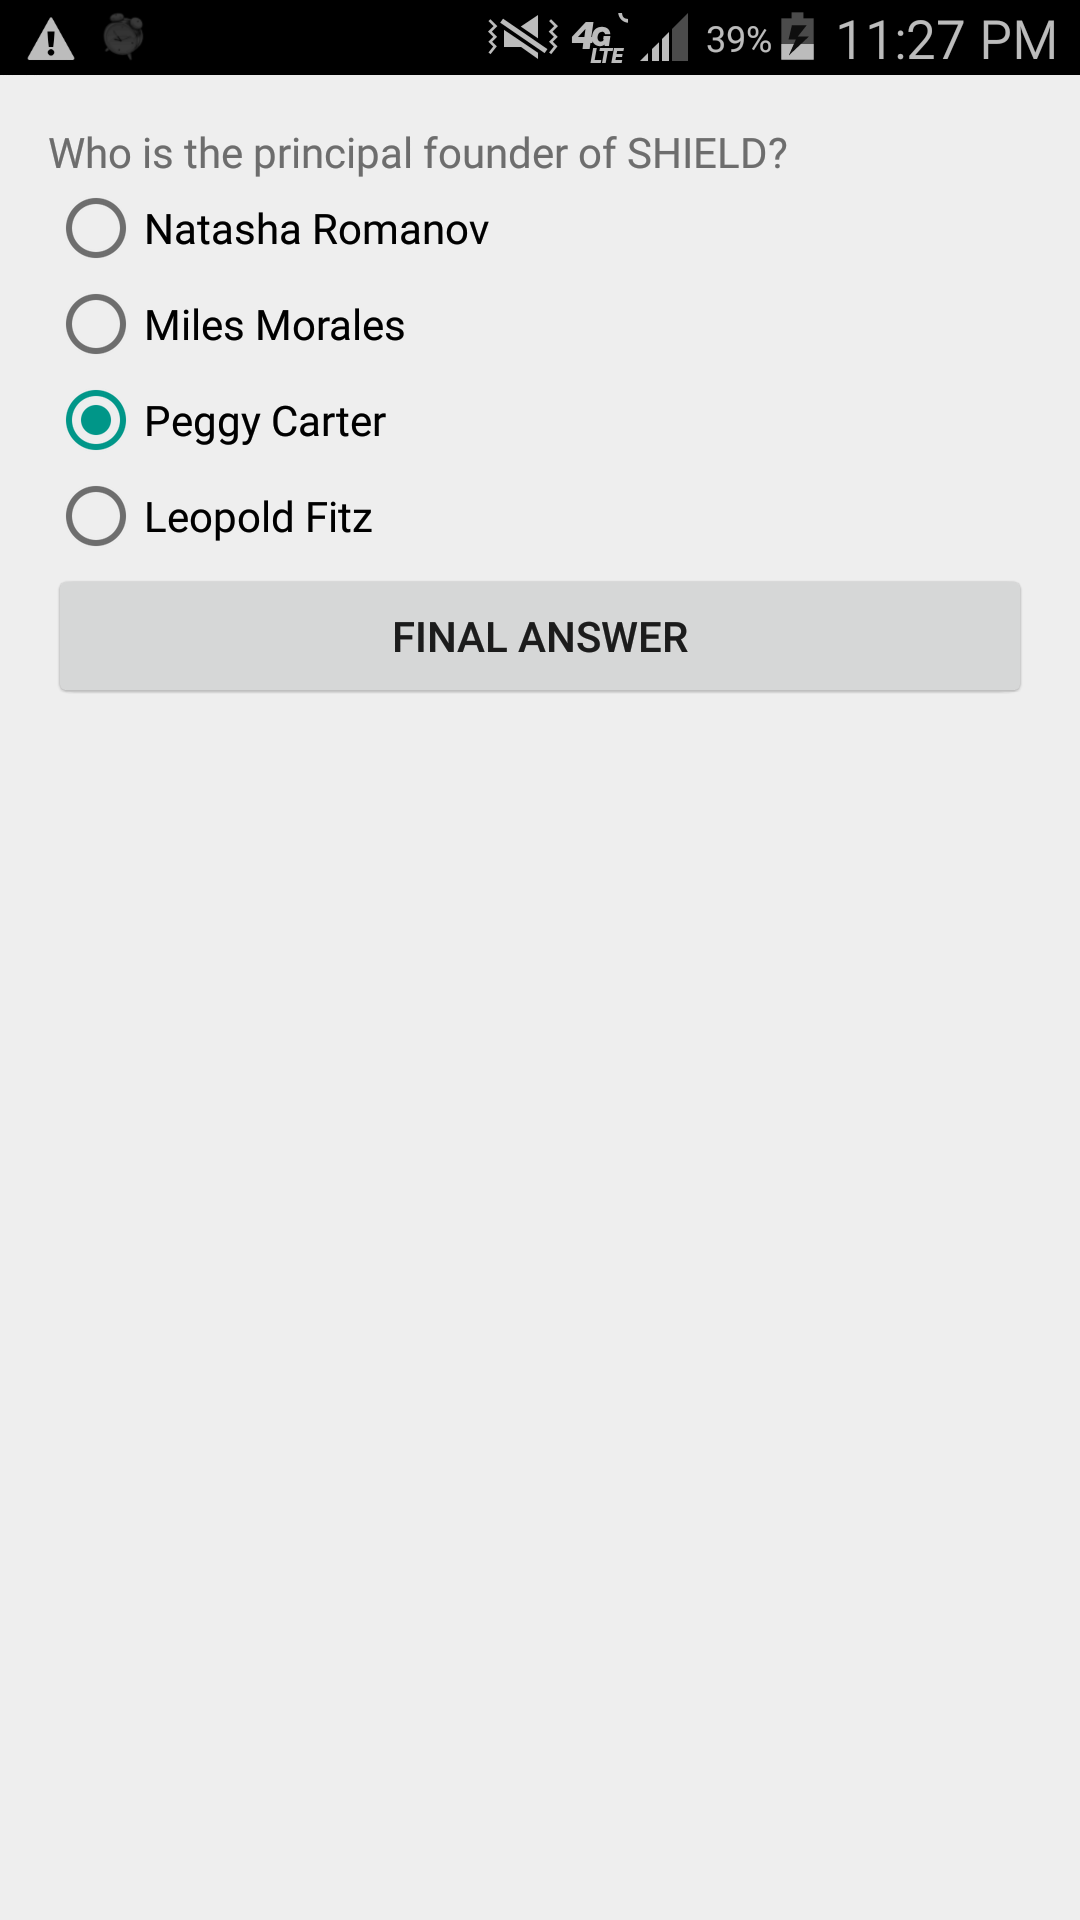 4G LTE 39% 11:27 PM
Who is the principal founder of SHIELD?
Natasha Romanov
Miles Morales
Peggy Carter
Leopold Fitz
FINAL ANSWER